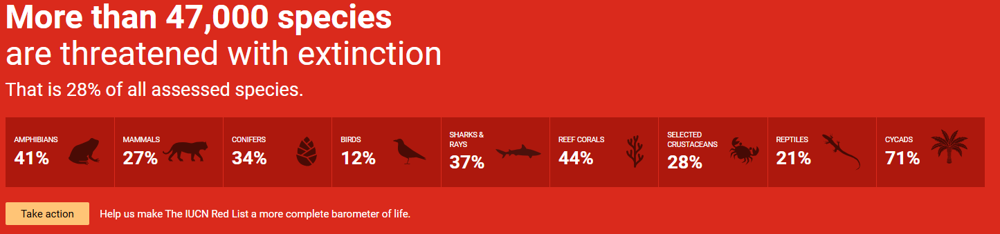 More than 47,000 species
are threatened with extinction
That is 28% of all assessed species.
AMPHIBIANS
41%
MAMMALS
27%
CONIFERS
34%
BIRDS
12%
SHARKS &
RAYS
37%
REEF CORALS
44%
SELECTED
CRUSTACEANS
28%
REPTILES
21%
CYCADS
71%
Take action
Help us make The IUCN Red List a more complete barometer of life.